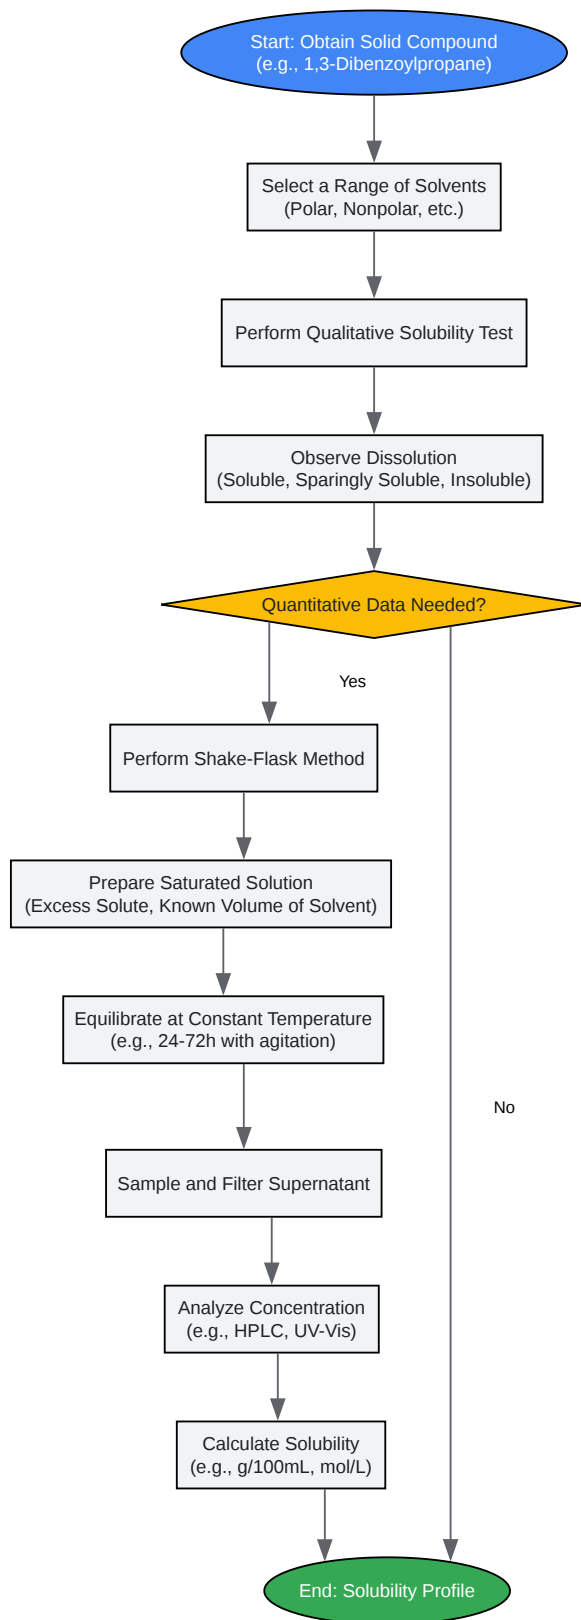 Start: Obtain Solid Compound
(e.g., 1,3-Dibenzoylpropane)
Select a Range of Solvents
(Polar, Nonpolar, etc.)
Perform Qualitative Solubility Test
Observe Dissolution
(Soluble, Sparingly Soluble, Insoluble)
Quantitative Data Needed?
Yes
Perform Shake-Flask Method
Prepare Saturated Solution
(Excess Solute, Known Volume of Solvent)
Equilibrate at Constant Temperature
(e.g., 24-72h with agitation)
No
Sample and Filter Supernatant
Analyze Concentration
(e.g., HPLC, UV-Vis)
Calculate Solubility
(e.g., g/100mL, mol/L)
End: Solubility Profile